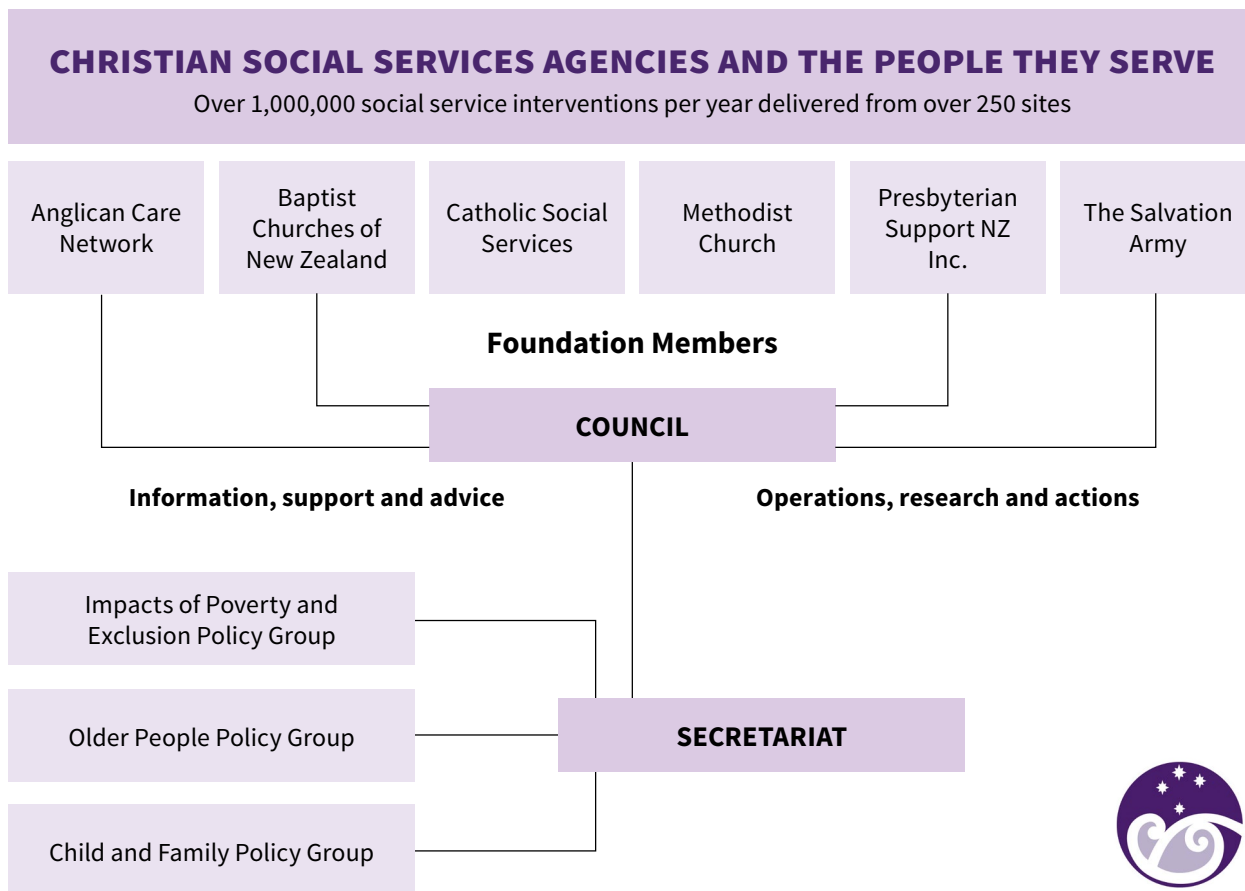 CHRISTIAN SOCIAL SERVICES AGENCIES AND THE PEOPLE THEY SERVE
Over 1,000,000 social service interventions per year delivered from over 250 sites
Anglican Care
Network
Baptist
Churches of
New Zealand
Catholic Social
Services
Methodist
Church
Presbyterian
Support NZ
Inc.
The Salvation
Army
Foundation Members
COUNCIL
Information, support and advice
Operations, research and actions
Impacts of Poverty and
Exclusion Policy Group
Older People Policy Group
SECRETARIAT
Child and Family Policy Group